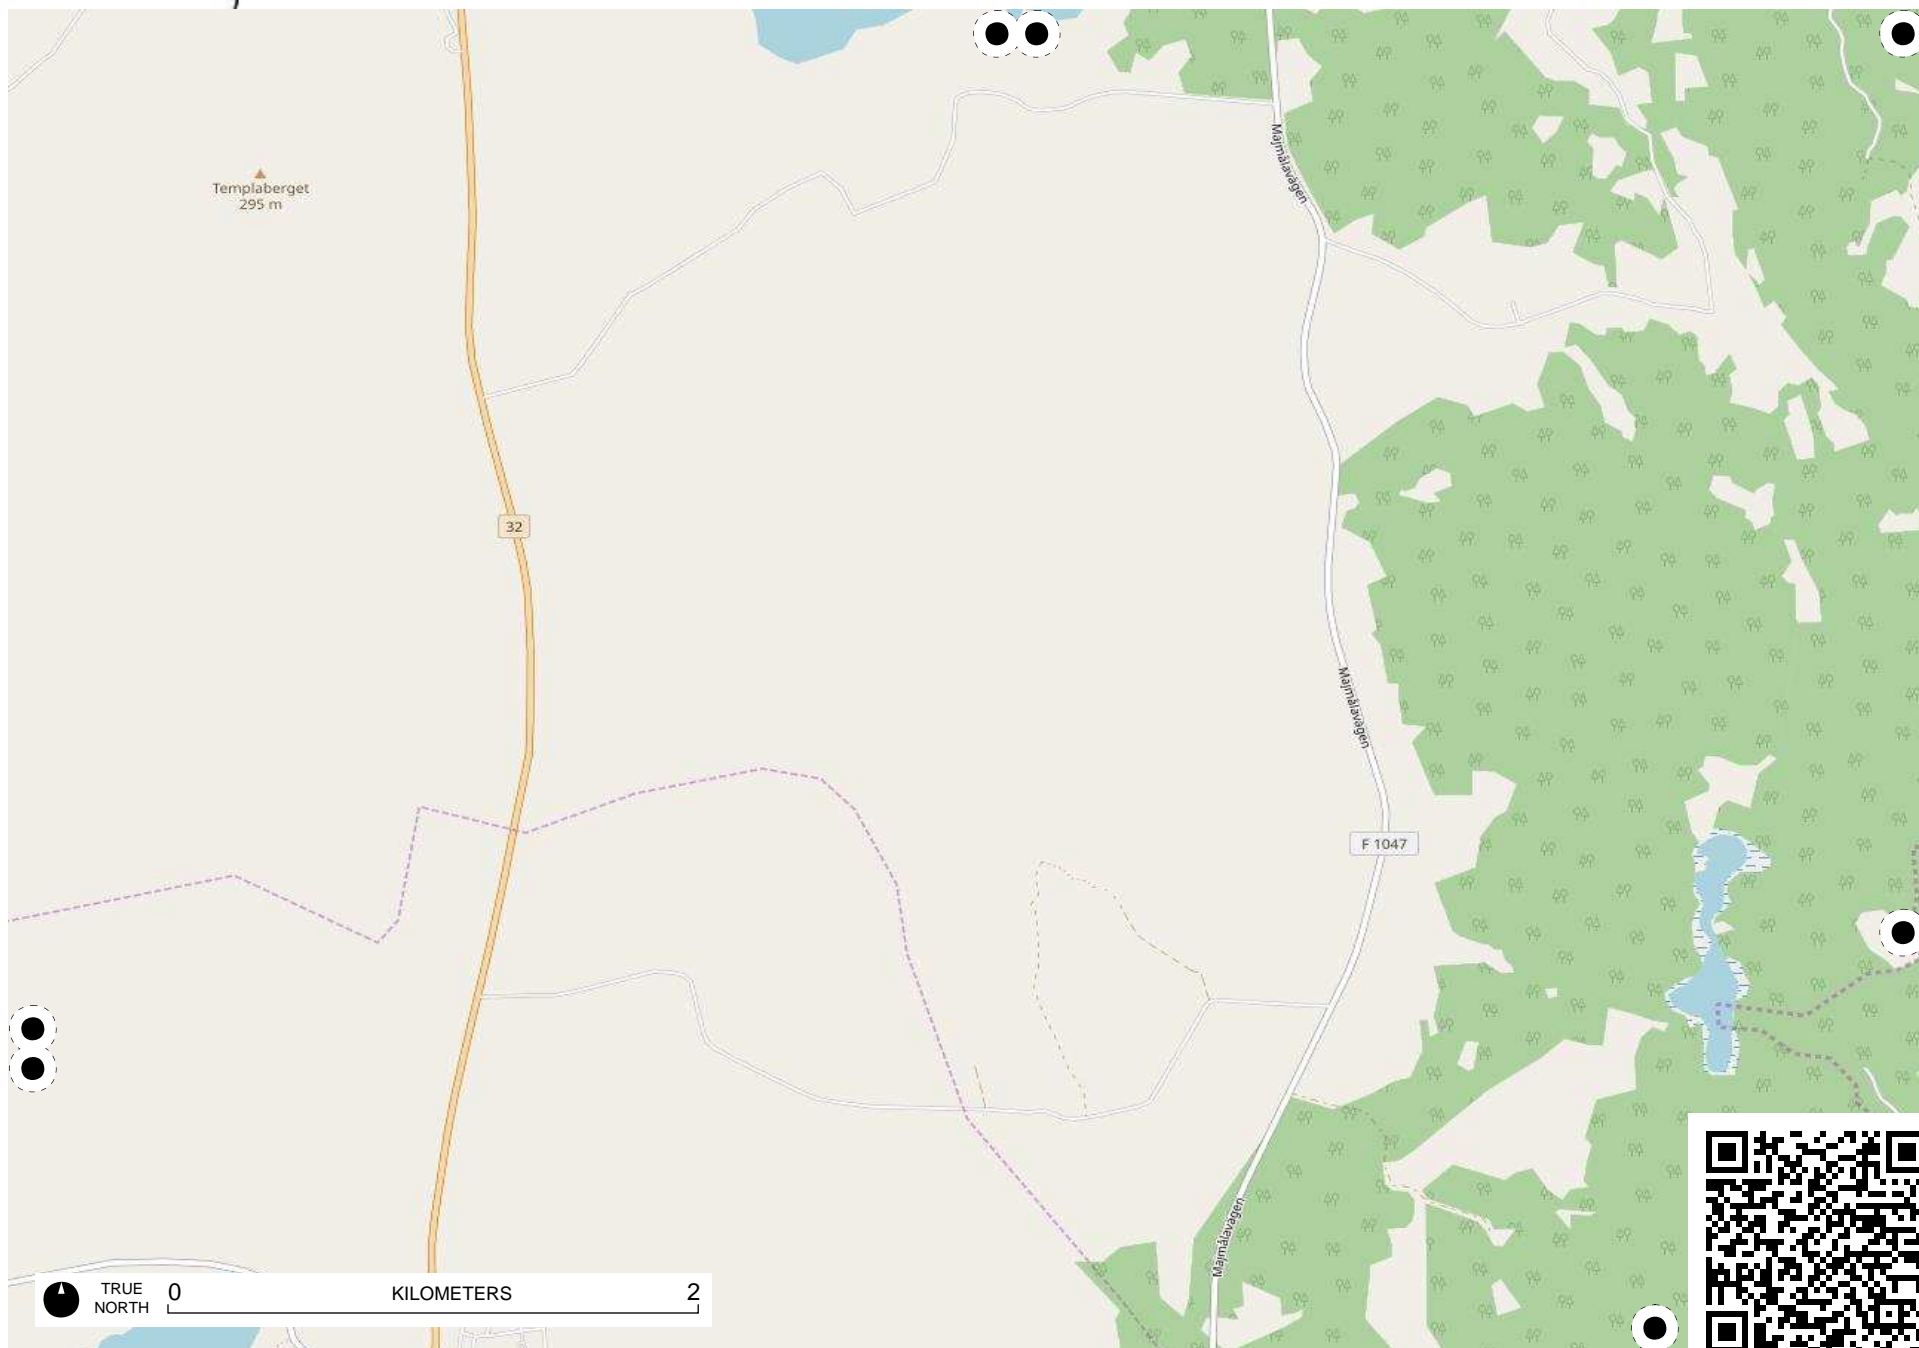 Majmålavägen
Templaberget
295 m
32
Majmålavägen
F 1047
Majmålavägen
TRUE
NORTH
0 KILOMETERS 2